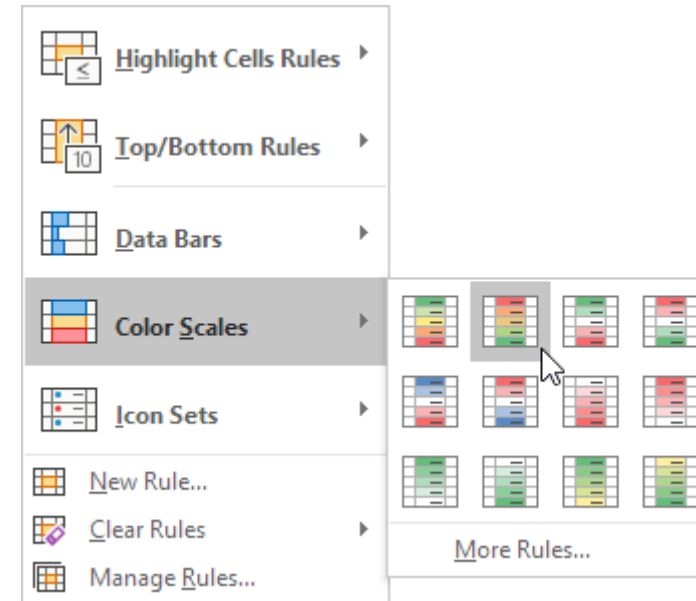 ≤
Highlight Cells Rules
10
Top/Bottom Rules
Data Bars
Color Scales
Icon Sets
New Rule...
Clear Rules
Manage Rules...
More Rules...